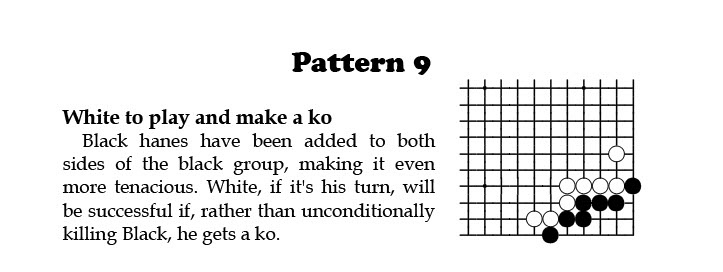 Pattern 9
White to play and make a ko
Black hanes have been added to both
sides of the black group, making it even
more tenacious. White, if it's his turn, will
be successful if, rather than unconditionally
killing Black, he gets a ko.